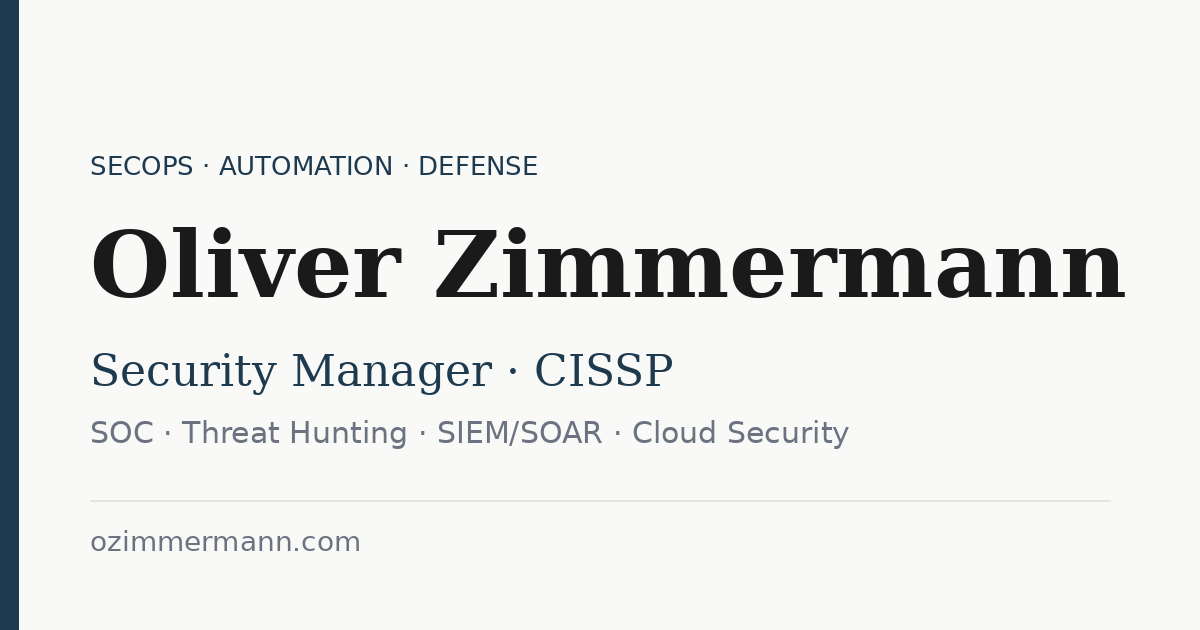 SECOPS · AUTOMATION · DEFENSE
Oliver Zimmermann
Security Manager · CISSP
SOC · Threat Hunting · SIEM/SOAR · Cloud Security
ozimmermann.com